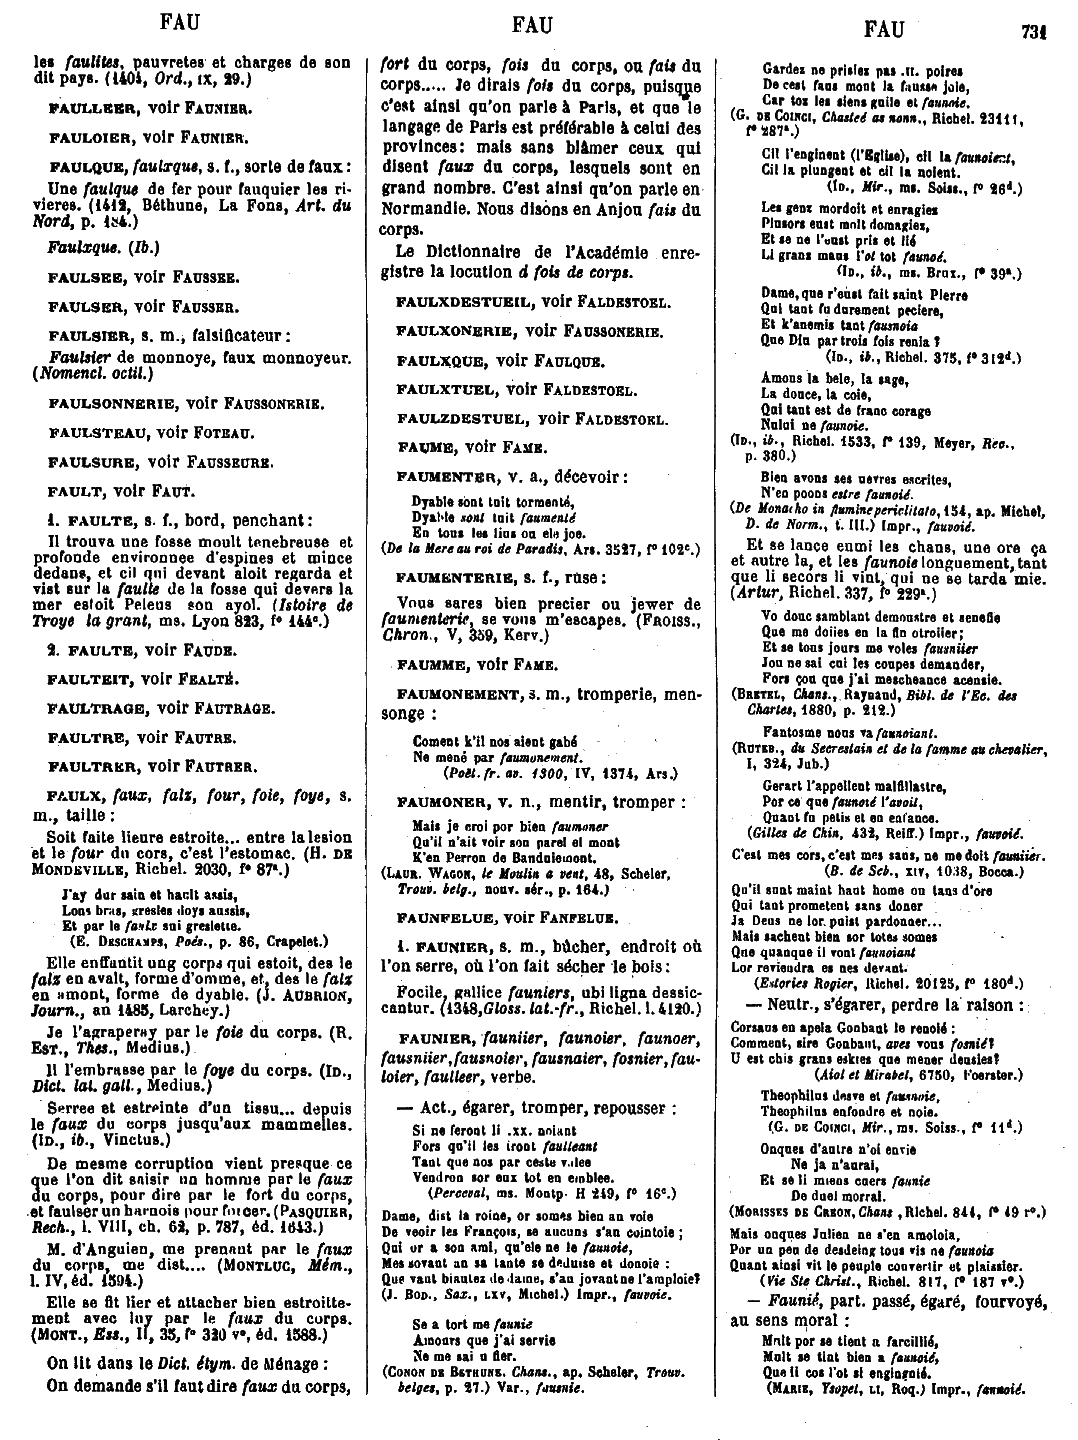 FAU
FAU
FAU
731
les faulites, pauvretes et charges de son
dit pays. (1404, Ord., IX, 29.)
FAULLEER, voir FAUNIER.
FAULOIER, voir FAUNIER.
FAULQUE, faulxque, s. f., sorte de faux :
Une faulque de fer pour fauquier les ri-
vieres. (1412, Béthune, La Fons, Art. du
Nord, p. 184.)
Faulxque. (Ib.)
FAULSEE, voir FAUSSEE.
FAULSER, voir FAUSSER.
FAULSIER, s. m., falsificateur :
Faulsier de monnoye, faux monnoyeur.
(Nomencl. octil.)
FAULSONNERIE, voir FAUSSONERIE.
FAULSTEAU, voir FOTEAU.
FAULSURE, voir FAUSSEURE.
FAULT, voir FAUT.
1. FAULTE, s. f., bord, penchant :
Il trouva une fosse moult tenebreuse et
profonde environnee d'espines et mince
dedans, et cil qui devant aloit regarda et
vist sur la faulte de la fosse qui devers la
mer estoit Peleus son ayol. (Istoire de
Troye la grant, ms. Lyon 823, f° 144c.)
2. FAULTE, voir FAUDE.
FAULTEIT, voir FEALTÉ.
FAULTRAGE, voir FAUTRAGE.
FAULTRE, voir FAUTRE.
FAULTRER, voir FAUTRER.
FAULX, faux, falz, four, foie, foye, s.
m., taille :
Soit faite lieure estroite... entre la lesion
et le four du cors, c'est l'estomac. (H. DE
MONDEVILLE, Richel. 2030, f° 87a.)
J'ay dur sain et haclt assis,
Lons bras, gresles doys aussis,
Et par le faulx sui greslette.
(E. DESCHAMPS, Poés., p. 86, Crapelet.)
Elle enffantit ung corps qui estoit, des le
falz en avalt, forme d'omme, et, des le falz
en amont, forme de dyable. (J. AUBRION,
Journ., an 1485, Larchey.)
Je l'agraperay par le foie du corps. (R.
EST., Thes., Medius.)
Il l'embrasse par le foye du corps. (ID.,
Dict. lat. gall., Medius.)
Serree et estreinte d'un tissu... depuis
le faux du corps jusqu'aux mammelles.
(ID., ib., Vinctus.)
De mesme corruption vient presque ce
que l'on dit saisir un homme par le faux
du corps, pour dire par le fort du corps,
et faulser un harnois pour forcer. (PASQUIER,
Rech., l. VIII, ch. 62, p. 787, éd. 1643.)
M. d'Anguien, me prenant par le faux
du corps, me dist.... (MONTLUC, Mém.,
l. IV, éd. 1594.)
Elle se fit lier et attacher bien estroitte-
ment avec luy par le faux du corps.
(MONT., Ess., II, 35, f° 320 v°, éd. 1588.)
On lit dans le Dict. étym. de Ménage :
On demande s'il faut dire faux du corps,
fort du corps, fois du corps, ou fais du
corps..... Je dirais fois du corps, puisque
c'est ainsi qu'on parle à Paris, et que le
langage de Paris est préférable à celui des
provinces: mais sans blâmer ceux qui
disent faux du corps, lesquels sont en
grand nombre. C'est ainsi qu'on parle en
Normandie. Nous disons en Anjou fais du
corps.
Le Dictionnaire de l'Académie enre-
gistre la locution à fois de corps.
FAULXDESTUEIL, voir FALDESTOEL.
FAULXONERIE, voir FAUSSONERIE.
FAULXQUE, voir FAULQUE.
FAULXTUEL, voir FALDESTOEL.
FAULZDESTUEL, voir FALDESTOEL.
FAUME, voir FAME.
FAUMENTER, v. a., décevoir :
Dyable sont tuit tormenté,
Dyable sont tuit faumenté
En tous les lius ou ele joe.
(De la Mere au roi de Paradis, Ars. 3527, f° 102c.)
FAUMENTERIE, s. f., ruse :
Vous sares bien precier ou jewer de
faumenterie, se vous m'escapes. (FROISS.,
Chron., V, 359, Kerv.)
FAUMME, voir FAME.
FAUMONEMENT, s. m., tromperie, men-
songe :
Coment k'il nos aient gabé
Ne mené par faumonement.
(Poët. fr. av. 1300, IV, 1374, Ars.)
FAUMONER, v. n., mentir, tromper :
Mais je croi por bien faumoner
Qu'il n'ait voir son parel el mont
K'en Perron de Bandolemont.
(LAUR. WAGON, le Moulin a vent, 48, Scheler,
Trouv. belg., nouv. sér., p. 164.)
FAUNFELUE, voir FANFELUE.
1. FAUNIER, s. m., bûcher, endroit où
l'on serre, où l'on fait sécher le bois :
Focile, gallice fauniers, ubi ligna dessic-
cantur. (1348, Gloss. lat.-fr., Richel. l. 4120.)
FAUNIER, fauniier, faunoier, faunoer,
fausniier, fausnoier, fausnaier, fosnier, fau-
loier, faulleer, verbe.
— Act., égarer, tromper, repousser :
Si ne feront li .xx. noiant
Fors qu'il les iront faulleant
Tant que nos par ceste valee
Vendron sor eux tot en emblee.
(Perceval, ms. Montp. H 249, f° 16c.)
Dame, dist la roine, or somes bien an voie
De veoir les François, se aucuns s'an cointoie ;
Qui or a son ami, qu'ele ne le faunoie,
Mes sovant an sa tante se deduise et donoie :
Que vaut biautez de dame, s'an jovant ne l'amploie?
(J. BOD., Sax., LXV, Michel.) Impr., fauvoie.
Se a tort me faunie
Amours que j'ai servie
Ne me sai u fier.
(CONON DE BETHUNE, Chans., ap. Scheler, Trouv.
belges, p. 27.) Var., fausnie.
Gardez ne prisiez pas .II. poires
De cest faus mont la fausse joie,
Car toz les siens guile et faunoie.
(G. DE COINCI, Chasteé as nonn., Richel. 23111,
f° 287a.)
Cil l'enginent (l'Eglise), cil la faunoient,
Cil la plungent et cil la noient.
(ID., Mir., ms. Soiss., f° 26d.)
Les genz mordoit et enragiez
Plusors eust molt domagiez,
Et se ne l'oust pris et lié
Li grans maus l'ot tot faunoé.
(ID., ib., ms. Brux., f° 39a.)
Dame, que r'eust fait saint Pierre
Qui tant fu durement peciere,
Et k'anemis tant fausnoia
Que Diu par trois fois renia ?
(ID., ib., Richel. 375, f° 312d.)
Amons la bele, la sage,
La douce, la coie,
Qui tant est de franc corage
Nului ne faunoie.
(ID., ib., Richel. 1533, f° 139, Meyer, Rec.,
p. 380.)
Bien avons ses uevres escrites,
N'en poons estre faunoié.
(De Monacho in flumine periclitato, 154, ap. Michel,
D. de Norm., t. III.) Impr., fauvoié.
Et se lance enmi les chans, une ore ça
et autre la, et les faunoie longuement, tant
que li secors li vint, qui ne se tarda mie.
(Artur, Richel. 337, f° 229a.)
Vo douc samblant demoustre et senefie
Que me doiies en la fin otroiier;
Et se tous jours me voles fausniier
Jou ne sai cui les coupes demander,
Fors çou que j'ai mescheance acensie.
(BRETEL, Chans., Raynaud, Bibl. de l'Ec. des
Chartes, 1880, p. 212.)
Fantosme nous va faunoiant.
(RUTEB., du Secrestain et de la famme au chevalier,
I, 324, Jub.)
Gerart l'appellent malfillastre,
Por ce que faunoié l'avoit,
Quant fu petis et en enfance.
(Gilles de Chin, 432, Reiff.) Impr., fauvoié.
C'est mes cors, c'est mes sans, ne me doit fauniier.
(B. de Seb., XIV, 1038, Bocca.)
Qu'il sunt maint haut home ou tans d'ore
Qui tant prometent sans doner
Ja Deus ne lor puist pardoner...
Mais sachent bien sor totes somes
Que quanque il vont faunoiant
Lor reviendra es nes devant.
(Estories Rogier, Richel. 20125, f° 180d.)
— Neutr., s'égarer, perdre la raison :
Corsaus en apela Gonbaut le renoié :
Comment, sire Gonbaut, aves vous fosnié?
U est chis grans eskies que mener deusies?
(Aiol et Mirabel, 6750, Foerster.)
Theophilus desve et fausnoie,
Theophilus enfondre et noie.
(G. DE COINCI, Mir., ms. Soiss., f° 11d.)
Onques d'autre n'oi envie
Ne ja n'aurai,
Et se li miens cuers faunie
De duel morrai.
(MORISSES DE CREON, Chans., Richel. 844, f° 49 r°.)
Mais onques Julien ne s'en amoloia,
Por un peu de desdeing tous vis ne faunoia
Quant ainsi vit le peuple convertir et plaissier.
(Vie Ste Christ., Richel. 817, f° 187 v°.)
— Faunié, part. passé, égaré, fourvoyé,
au sens moral :
Mult por se tient a farcillié,
Mult se tint bien a faunoié,
Que li cos l'ot si engignié.
(MARIE, Ysopet, LI, Roq.) Impr., fauvoié.